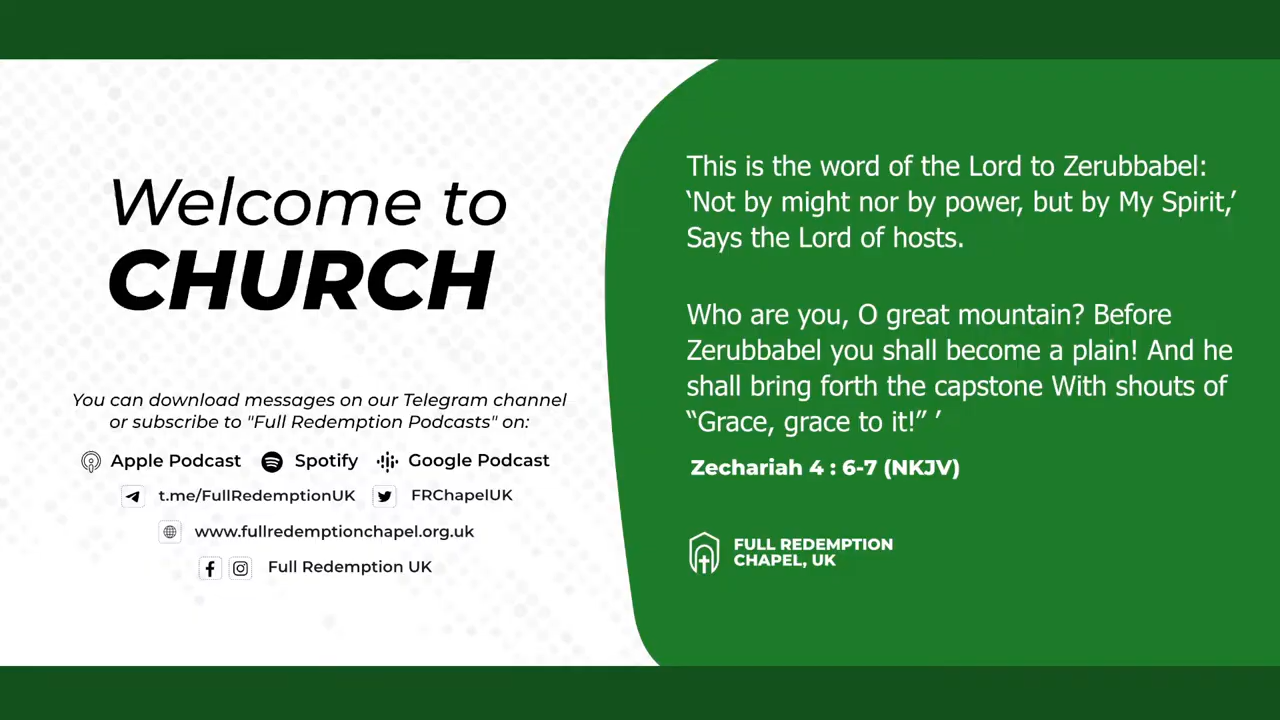 Welcome to
CHURCH
You can download messages on our Telegram channel
or subscribe to "Full Redemption Podcasts" on:
Apple Podcast Spotify Google Podcast
t.me/FullRedemptionUK FRChapelUK
www.fullredemptionchapel.org.uk
Full Redemption UK
This is the word of the Lord to Zerubbabel:
‘Not by might nor by power, but by My Spirit,’
Says the Lord of hosts.
Who are you, O great mountain? Before
Zerubbabel you shall become a plain! And he
shall bring forth the capstone With shouts of
“Grace, grace to it!” ’
Zechariah 4 : 6-7 (NKJV)
FULL REDEMPTION
CHAPEL, UK